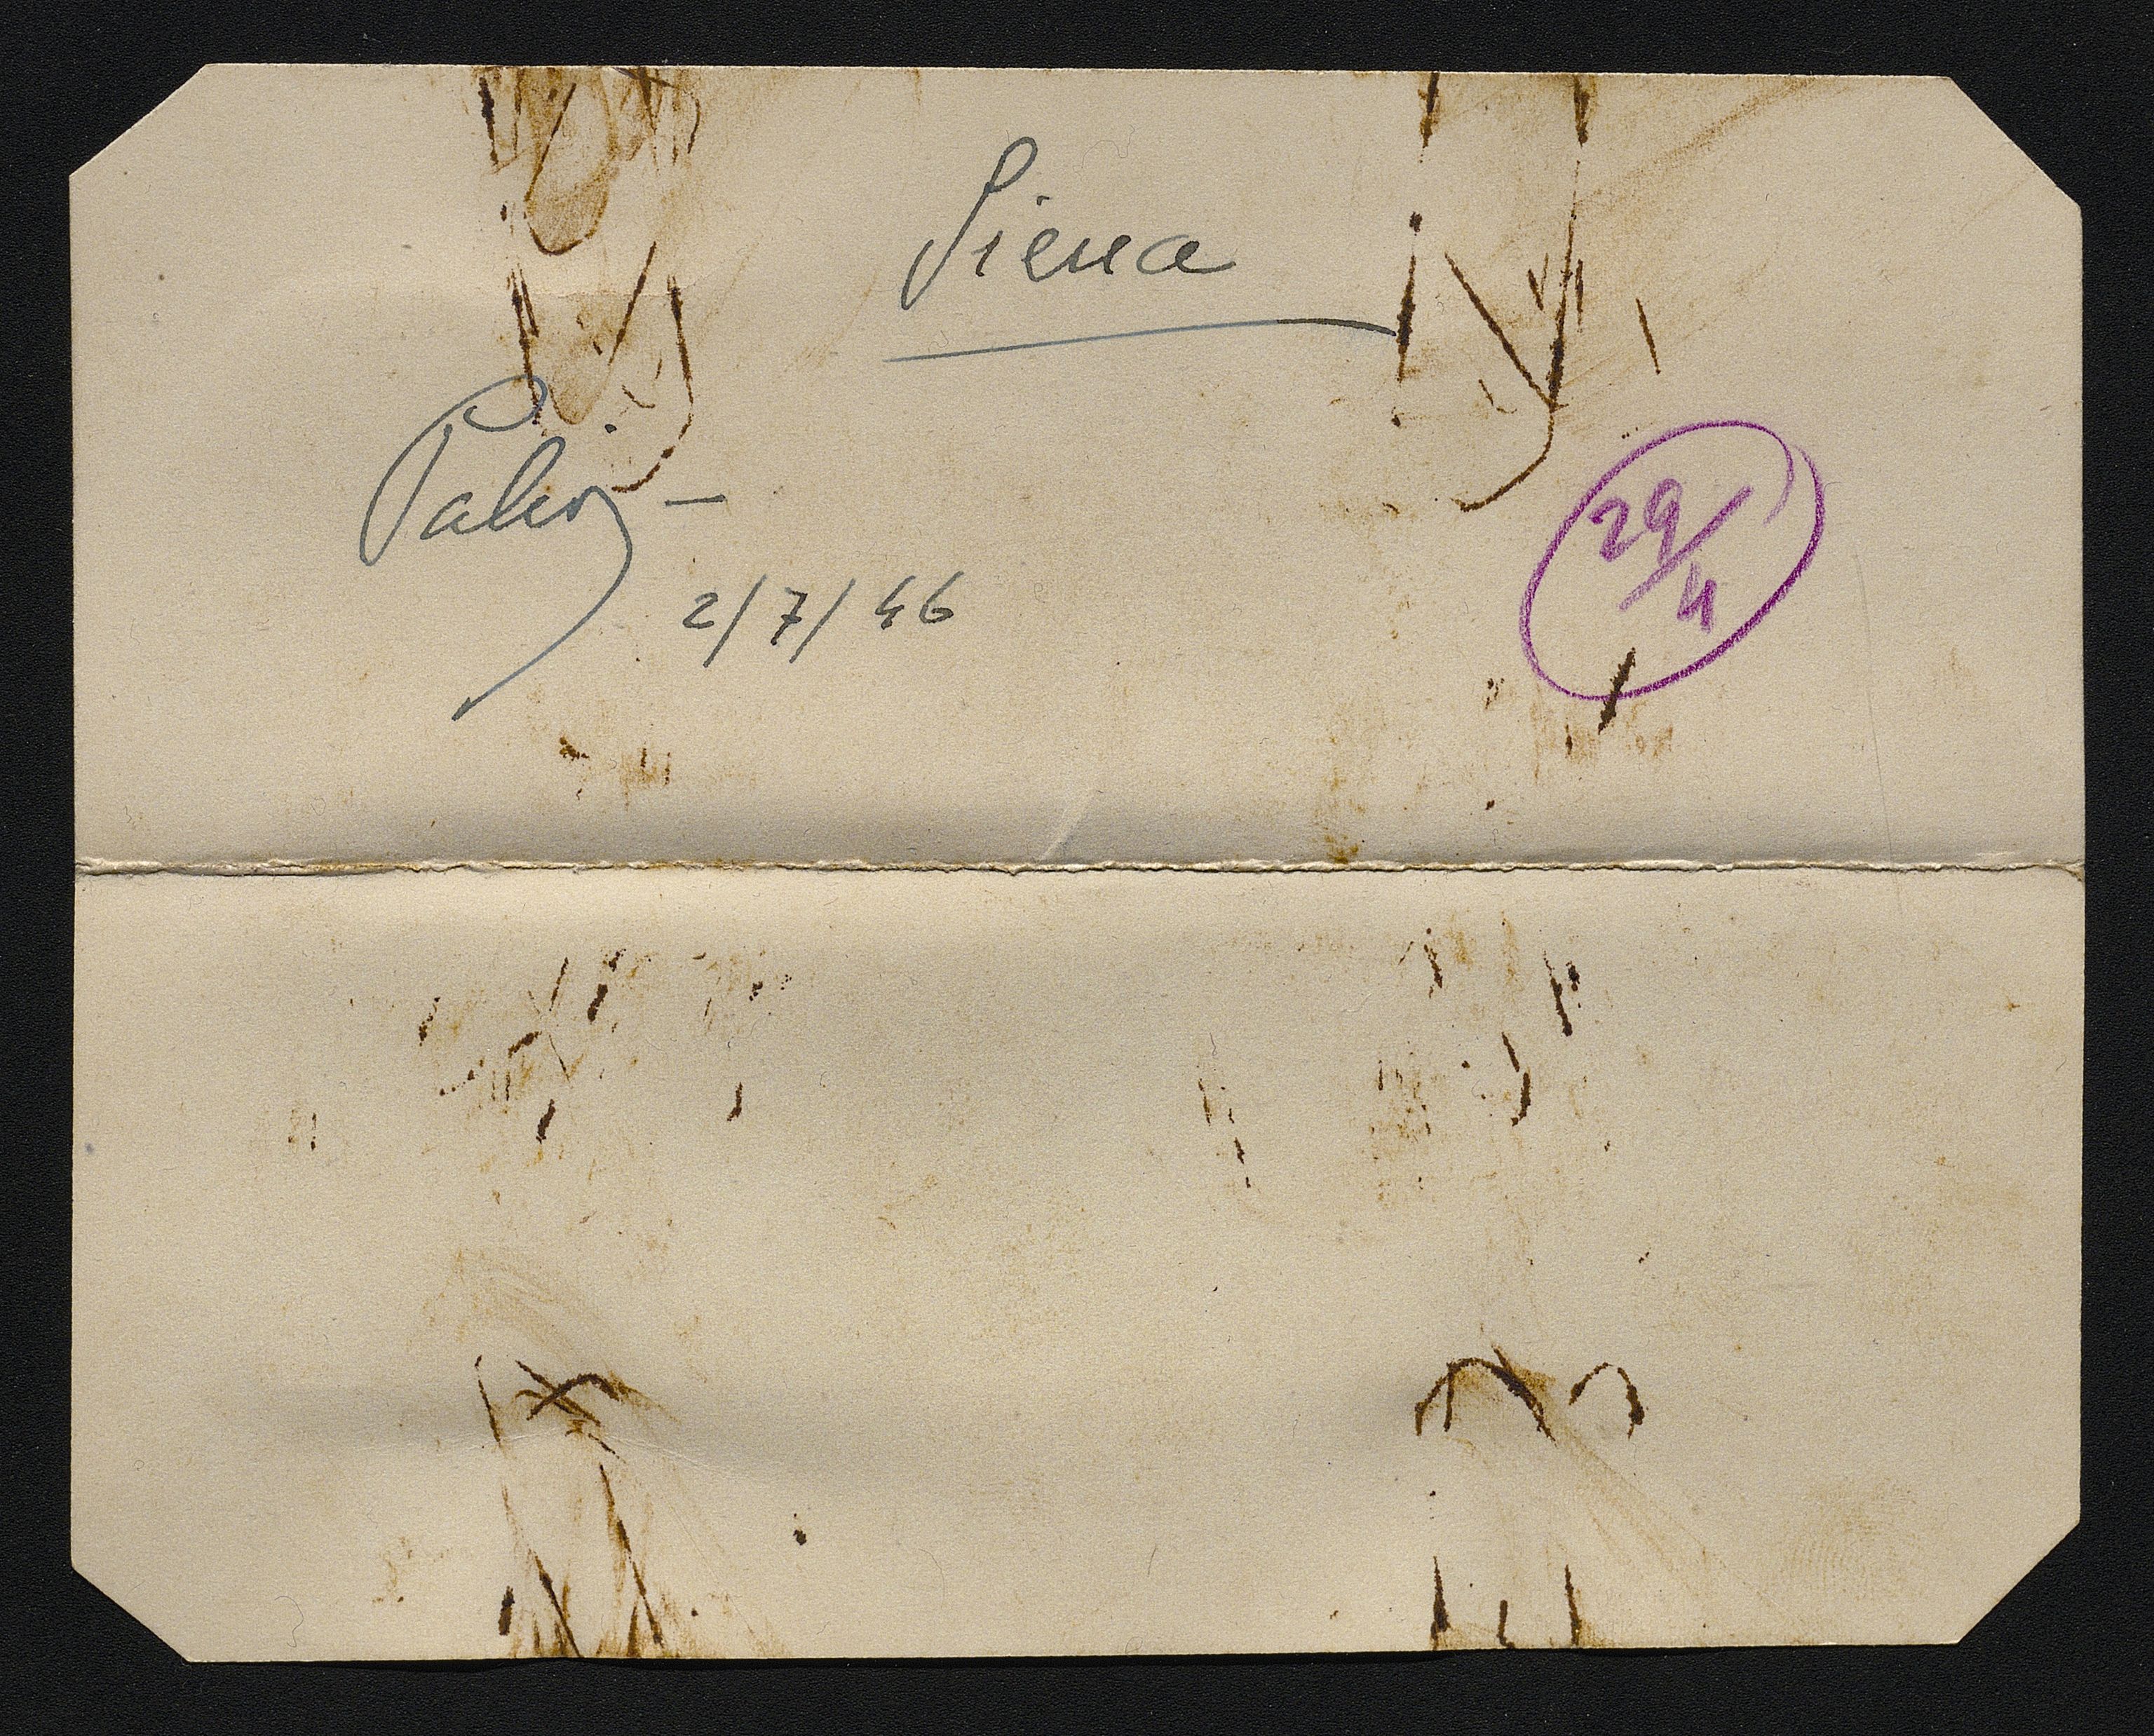 Siena
Palio –
2/7/46
29/4